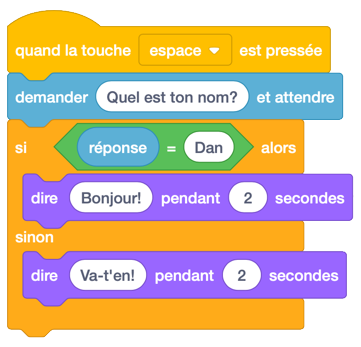 quand la touche espace est pressée
demander Quel est ton nom? et attendre
si réponse = Dan alors
dire Bonjour! pendant 2 secondes
sinon
dire Va-t'en! pendant 2 secondes